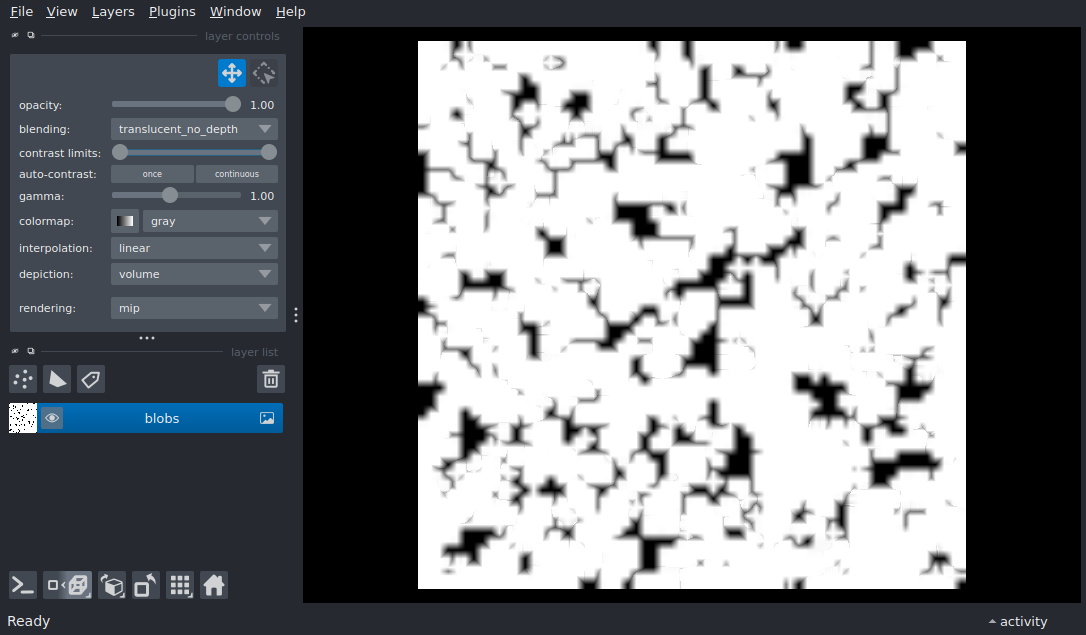 File View Layers Plugins Window Help
layer controls
opacity: 1.00
blending: translucent_no_depth
contrast limits:
auto-contrast: once continuous
gamma: 1.00
colormap: gray
interpolation: linear
depiction: volume
rendering: mip
layer list
blobs
Ready
activity